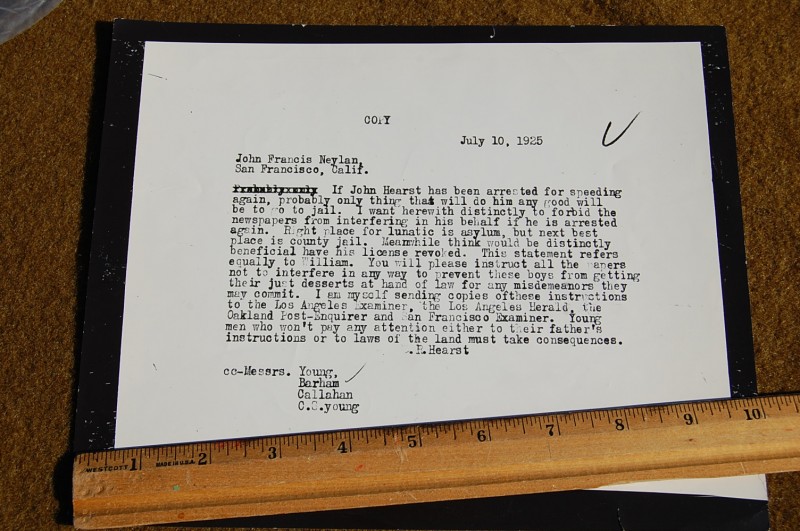 COPY
July 10, 1925
John Francis Neylan,
San Francisco, Calif.
If John Hearst has been arrested for speeding
again, probably only thing that will do him any good will
be to go to jail. I want herewith distinctly to forbid the
newspapers from interfering in his behalf if he is arrested
again. Right place for lunatic is asylum, but next best
place is county jail. Meanwhile think would be distinctly
beneficial have his license revoked. This statement refers
equally to William. You will please instruct all the papers
not to interfere in any way to prevent these boys from getting
their just desserts at hand of law for any misdemeanors they
may commit. I am myself sending copies ofthese instructions
to the Los Angeles Examiner, the Los Angeles Herald, the
Oakland Post-Enquirer and San Francisco Examiner. Young
men who won't pay any attention either to their father's
instructions or to laws of the land must take consequences.
.R.Hearst
cc-Messrs. Young,
Barham
Callahan
C.S.young
WESTCOTT 1 MADE IN U.S.A. 2 3 4 5 6 7 8 9 10